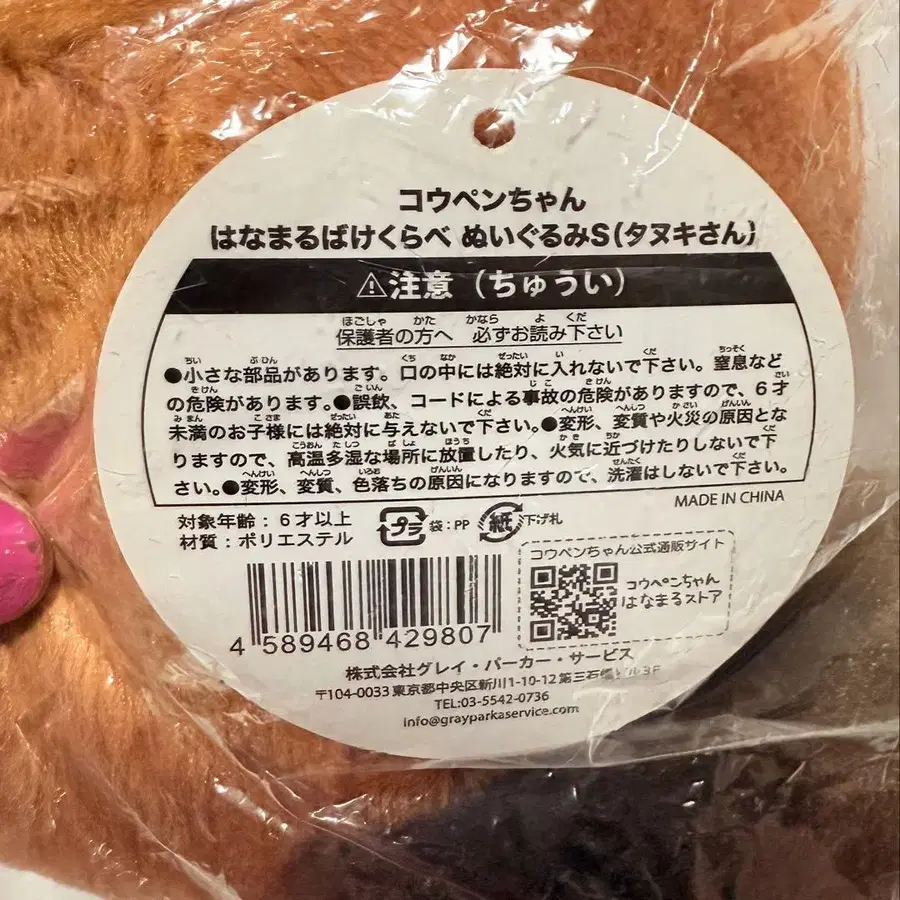 コウペンちゃん
はなまるばけくらべ ぬいぐるみS(タヌキさん)
⚠注意（ちゅうい）
保護者の方へ 必ずお読み下さい
●小さな部品があります。口の中には絶対に入れないで下さい。窒息など
の危険があります。●誤飲、コードによる事故の危険がありますので、6才
未満のお子様には絶対に与えないで下さい。●変形、変質や火災の原因とな
りますので、高温多湿な場所に放置したり、火気に近づけたりしないで下
さい。●変形、変質、色落ちの原因になりますので、洗濯はしないで下さい。
MADE IN CHINA
対象年齢：6才以上
材質：ポリエステル
プラ 袋：PP 紙 下げ札
コウペンちゃん公式通販サイト
コウペンちゃん
はなまるストア
4 589468 429807
株式会社グレイ・パーカー・サービス
〒104-0033 東京都中央区新川1-10-12 第三石橋ビル3F
TEL:03-5542-0736
info@grayparkaservice.com